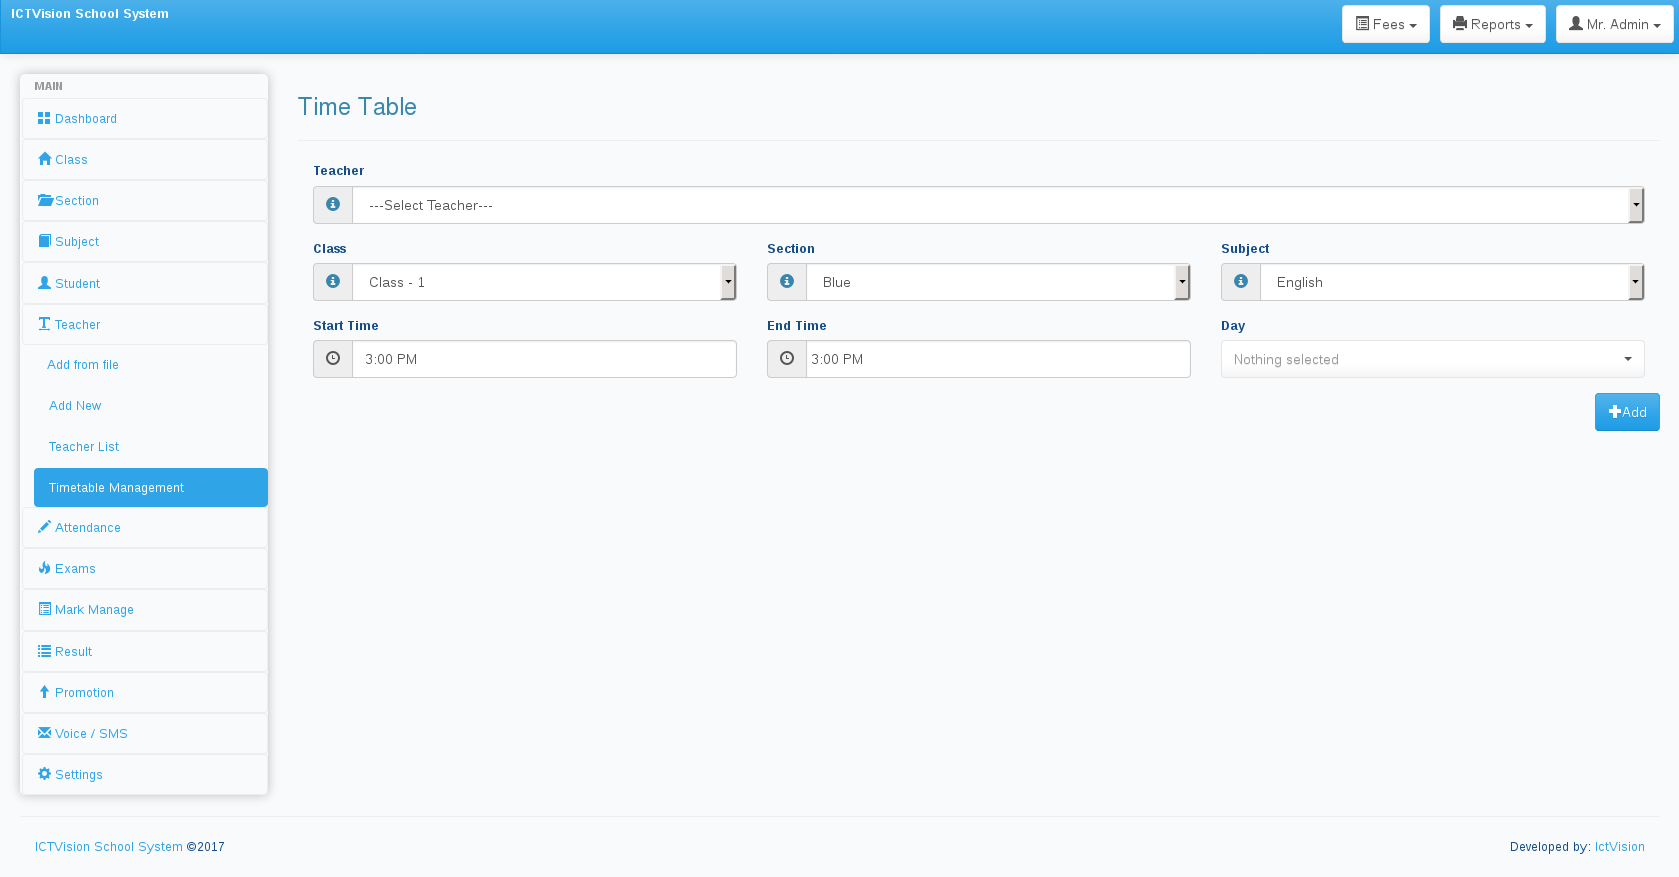 ICTVision School System
Fees
Reports
Mr. Admin
MAIN
Dashboard
Class
Section
Subject
Student
Teacher
Add from file
Add New
Teacher List
Timetable Management
Attendance
Exams
Mark Manage
Result
Promotion
Voice / SMS
Settings
Time Table
Teacher
---Select Teacher---
Class
Section
Subject
Class - 1
Blue
English
Start Time
End Time
Day
3:00 PM
3:00 PM
Nothing selected
Add
ICTVision School System ©2017
Developed by: IctVision